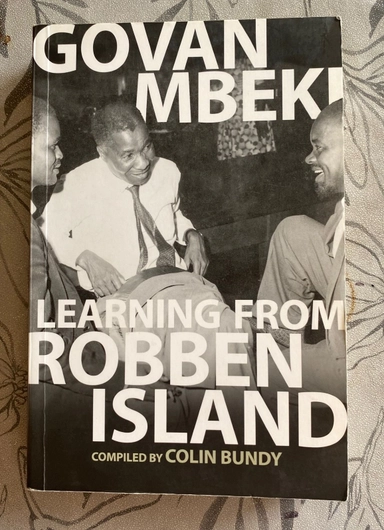 GOVAN
MBEKI
LEARNING FROM
ROBBEN
ISLAND
COMPILED BY COLIN BUNDY